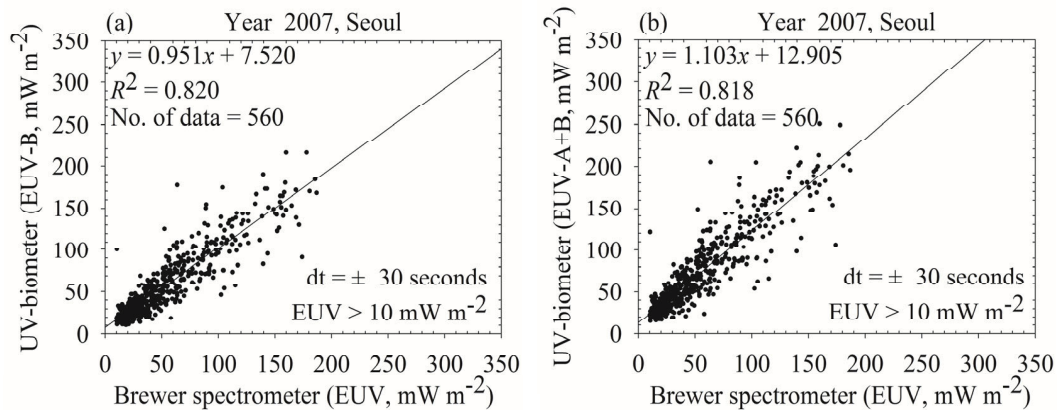 (a) Year 2007, Seoul
y = 0.951x + 7.520
R2 = 0.820
No. of data = 560
dt = ± 30 seconds
EUV > 10 mW m-2
UV-biometer (EUV-B, mW m-2)
350
300
250
200
150
100
50
0
0 50 100 150 200 250 300 350
Brewer spectrometer (EUV, mW m-2)
(b) Year 2007, Seoul
y = 1.103x + 12.905
R2 = 0.818
No. of data = 560
dt = ± 30 seconds
EUV > 10 mW m-2
UV-biometer (EUV-A+B, mW m-2)
350
300
250
200
150
100
50
0
0 50 100 150 200 250 300 350
Brewer spectrometer (EUV, mW m-2)